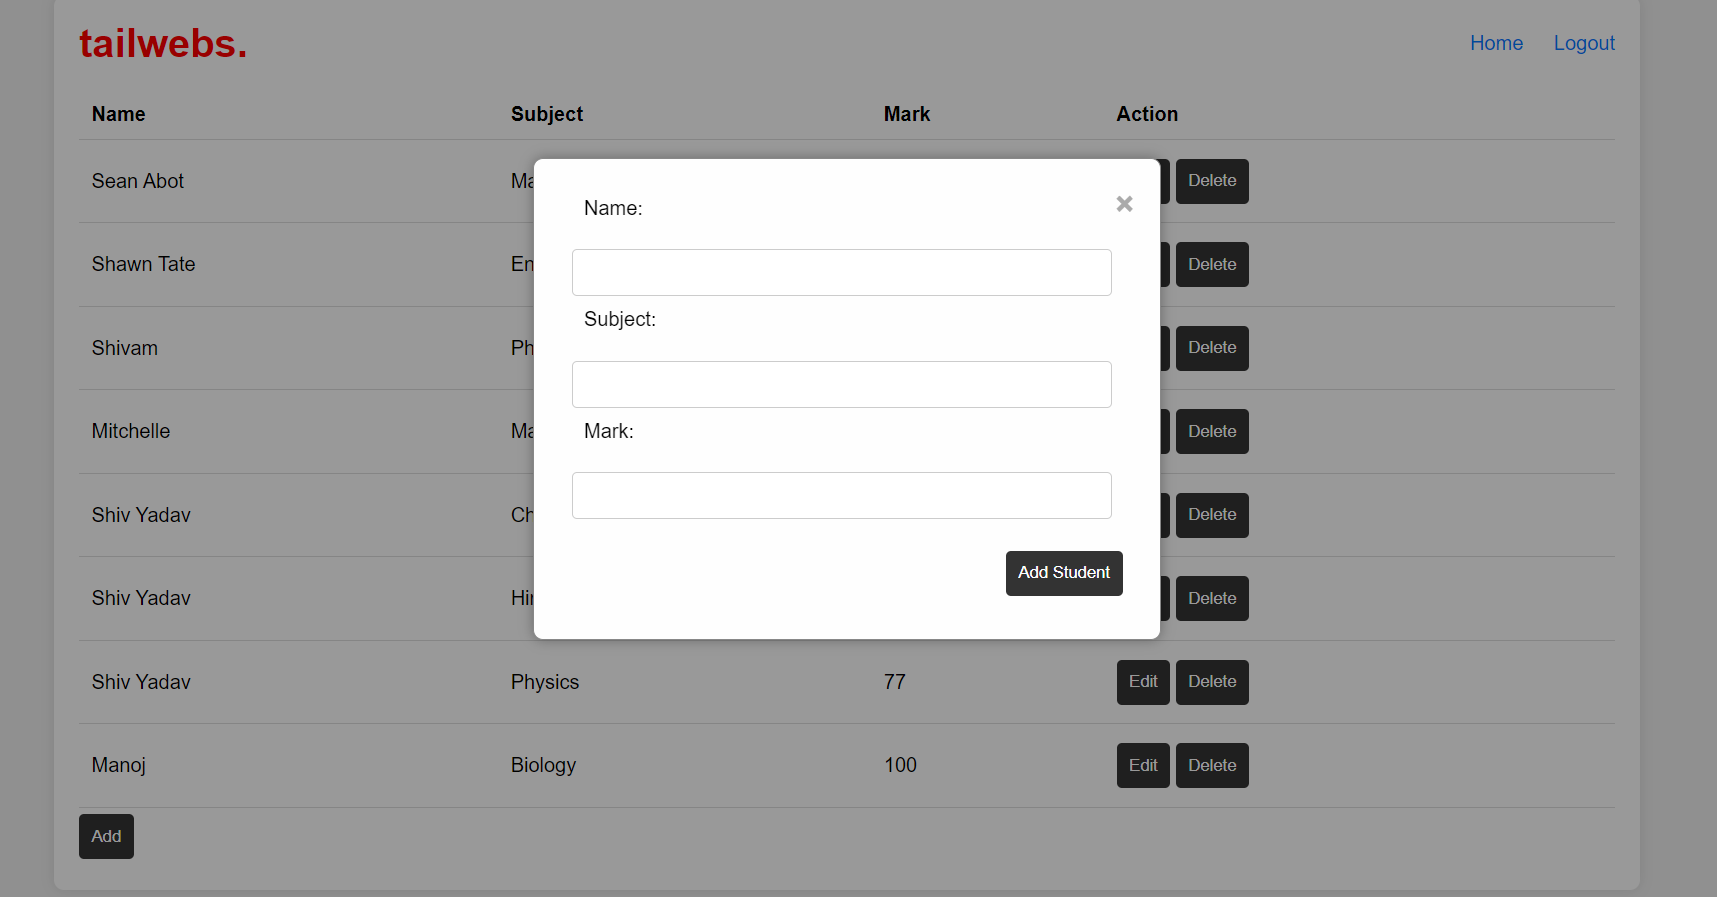 tailwebs.
Home Logout
Name Subject Mark Action
Sean Abot Ma Delete
Name:
×
Shawn Tate En Delete
Subject:
Shivam Ph Delete
Mitchelle Ma Delete
Mark:
Shiv Yadav Ch Delete
Add Student
Shiv Yadav Hi Delete
Shiv Yadav Physics 77 Edit Delete
Manoj Biology 100 Edit Delete
Add